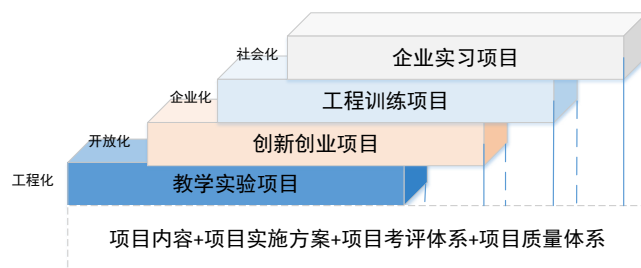 社会化
企业实习项目
企业化
工程训练项目
开放化
创新创业项目
工程化
教学实验项目
项目内容+项目实施方案+项目考评体系+项目质量体系